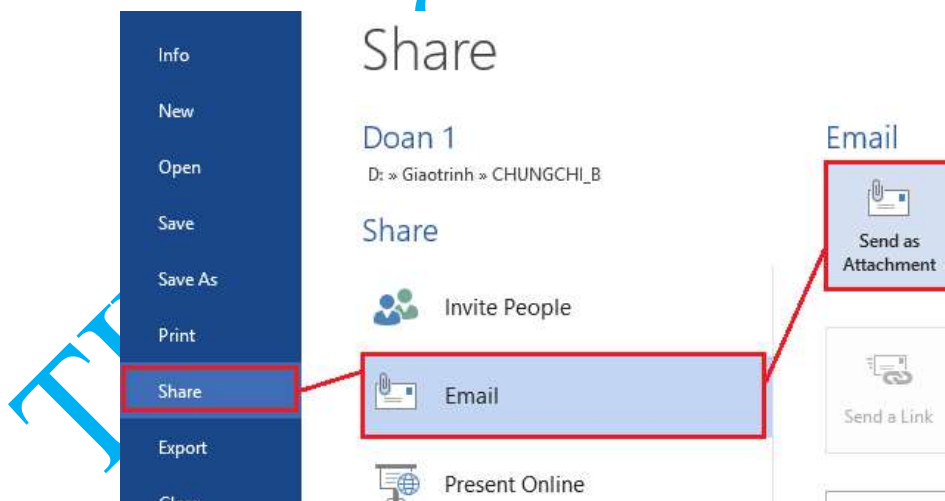 Info
New
Open
Save
Save As
Print
Share
Export
Share
Doan 1
D: » Giaotrinh » CHUNGCHI_B
Share
Invite People
Email
Present Online
Email
Send as
Attachment
Send a Link